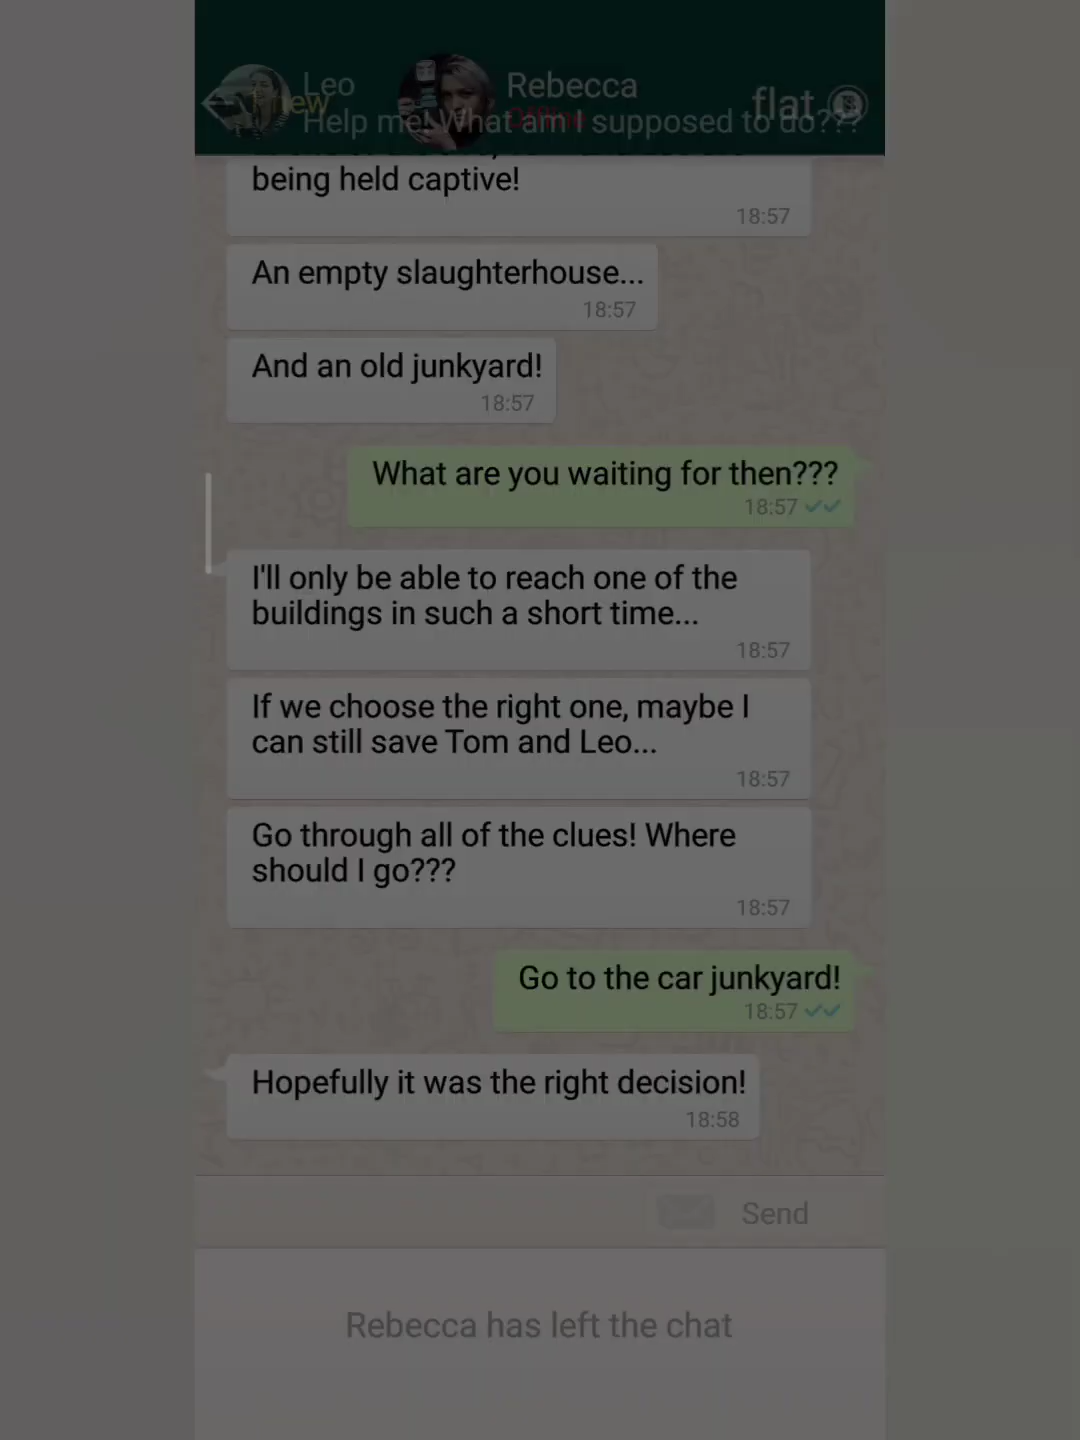 Leo
new
Rebecca
Offline
flat
Help me! What am I supposed to do???
being held captive!
18:57
An empty slaughterhouse...
18:57
And an old junkyard!
18:57
What are you waiting for then???
18:57
I'll only be able to reach one of the
buildings in such a short time...
18:57
If we choose the right one, maybe I
can still save Tom and Leo...
18:57
Go through all of the clues! Where
should I go???
18:57
Go to the car junkyard!
18:57
Hopefully it was the right decision!
18:58
Send
Rebecca has left the chat